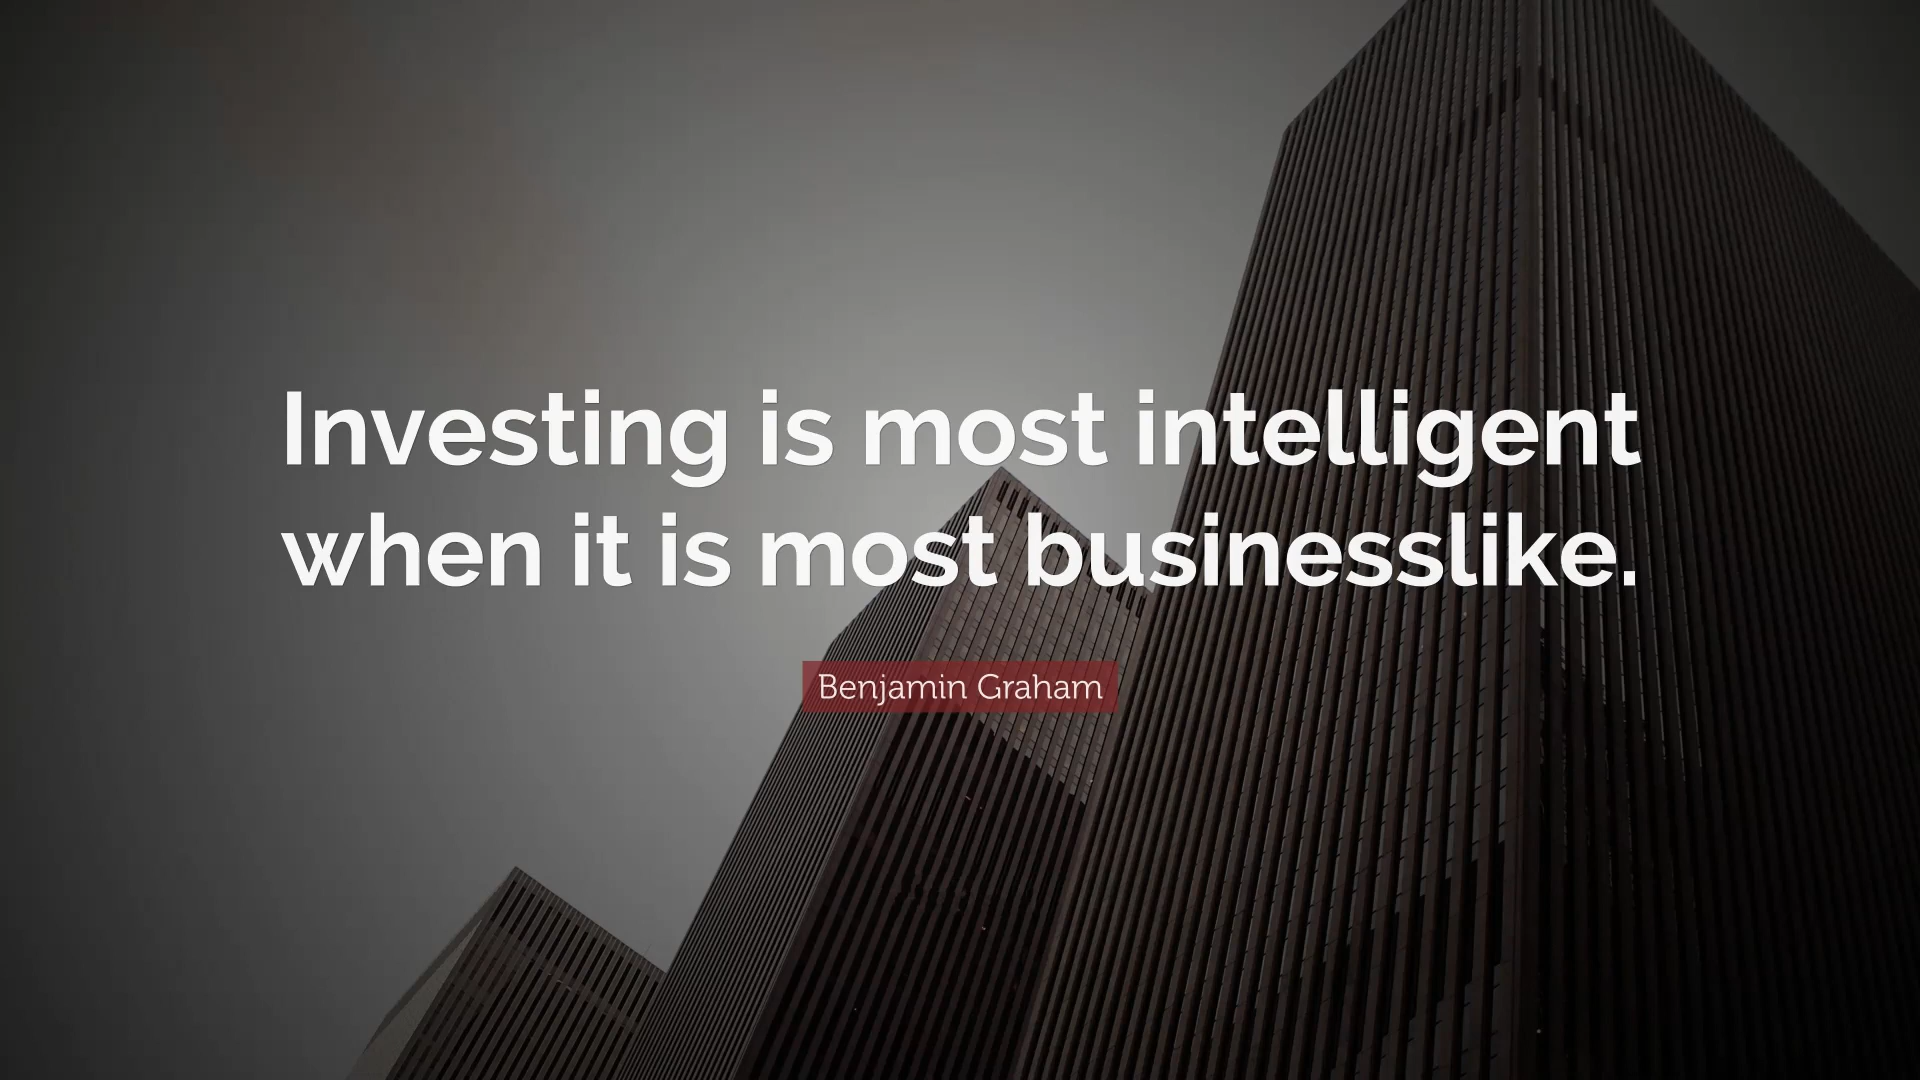 Investing is most intelligent
when it is most businesslike.
Benjamin Graham